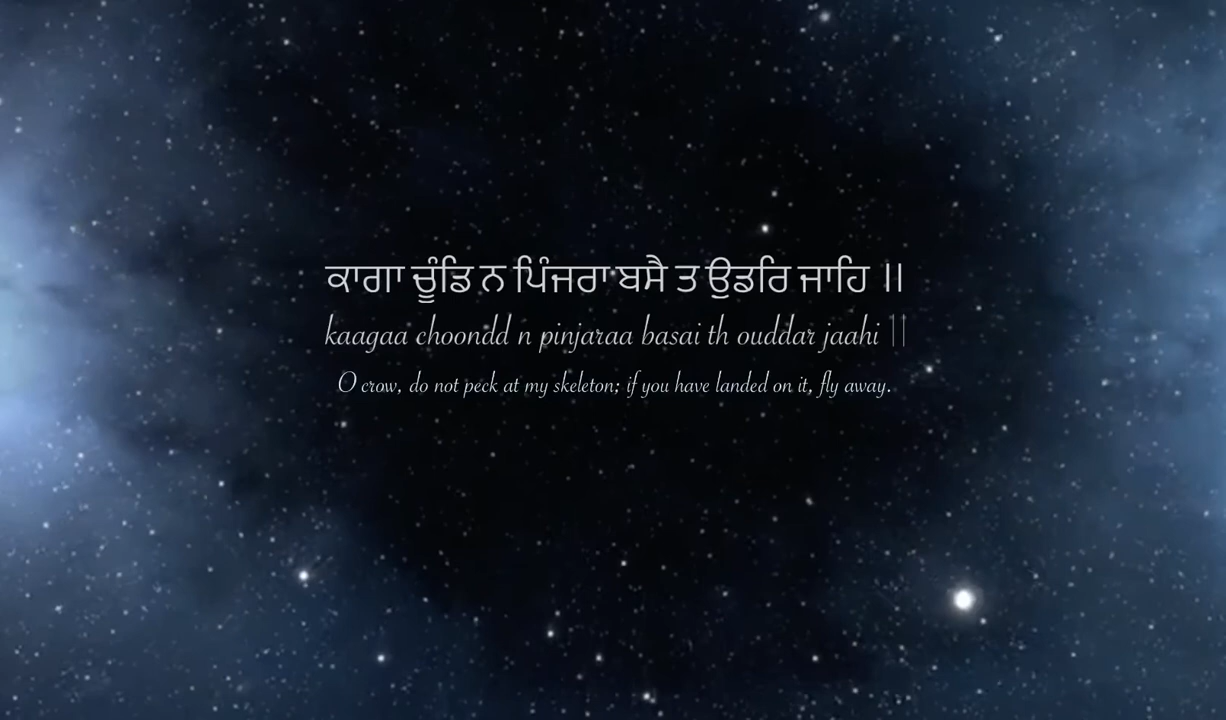 ਕਾਗਾ ਚੂੰਡਿ ਨ ਪਿੰਜਰਾ ਬਸੈ ਤ ਉਡਰਿ ਜਾਹਿ ॥
kaagaa choondd n pinjaraa basai th ouddar jaahi ||
O crow, do not peck at my skeleton; if you have landed on it, fly away.